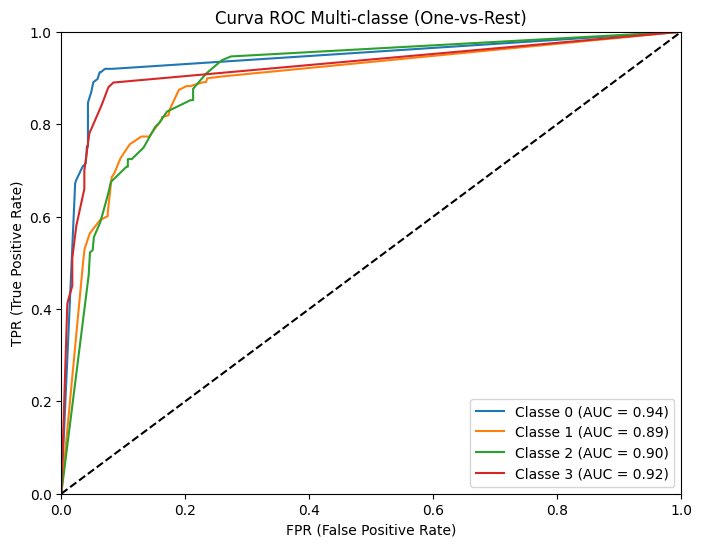 Curva ROC Multi-classe (One-vs-Rest)
1.0
0.8
0.6
0.4
0.2
0.0
TPR (True Positive Rate)
Classe 0 (AUC = 0.94)
Classe 1 (AUC = 0.89)
Classe 2 (AUC = 0.90)
Classe 3 (AUC = 0.92)
0.0 0.2 0.4 0.6 0.8 1.0
FPR (False Positive Rate)